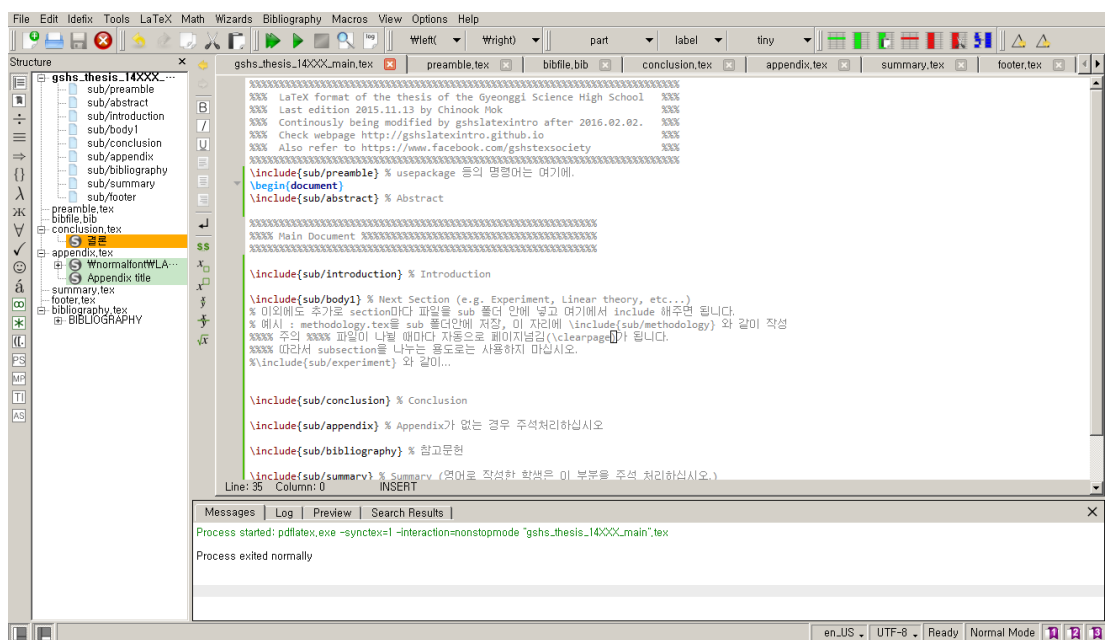 File Edit Idefix Tools LaTeX Math Wizards Bibliography Macros View Options Help
₩left( ₩right) part label tiny
Structure
gshs_thesis_14XXX_main.tex preamble.tex bibfile.bib conclusion.tex appendix.tex summary.tex footer.tex
gshs_thesis_14XXX_...
sub/preamble
sub/abstract
sub/introduction
sub/body1
sub/conclusion
sub/appendix
sub/bibliography
sub/summary
sub/footer
preamble.tex
bibfile.bib
conclusion.tex
결론
appendix.tex
₩normalfont₩LA...
Appendix title
summary.tex
footer.tex
bibliography.tex
BIBLIOGRAPHY
%%% LaTeX format of the thesis of the Gyeonggi Science High School %%%
%%% Last edition 2015.11.13 by Chinook Mok %%%
%%% Continously being modified by gshslatexintro after 2016.02.02. %%%
%%% Check webpage http://gshslatexintro.github.io %%%
%%% Also refer to https://www.facebook.com/gshstexsociety %%%
\include{sub/preamble} % usepackage 등의 명령어는 여기에.
\begin{document}
\include{sub/abstract} % Abstract
%%%% Main Document %%%%%%%%%%%%%%%%%%%%%%%%%%%%%%%%%%%%%%%%
\include{sub/introduction} % Introduction
\include{sub/body1} % Next Section (e.g. Experiment, Linear theory, etc...)
% 이외에도 추가로 section마다 파일을 sub 폴더 안에 넣고 여기에서 include 해주면 됩니다.
% 예시 : methodology.tex을 sub 폴더안에 저장, 이 자리에 \include{sub/methodology} 와 같이 작성
%%%% 주의 %%%% 파일이 나뉠 때마다 자동으로 페이지넘김(\clearpage)가 됩니다.
%%%% 따라서 subsection을 나누는 용도로는 사용하지 마십시오.
%\include{sub/experiment} 와 같이...
\include{sub/conclusion} % Conclusion
\include{sub/appendix} % Appendix가 없는 경우 주석처리하십시오
\include{sub/bibliography} % 참고문헌
\include{sub/summary} % Summary (영어로 작성한 학생은 이 부분을 주석 처리하십시오.)
Line: 35 Column: 0 INSERT
Messages Log Preview Search Results
Process started: pdflatex.exe -synctex=1 -interaction=nonstopmode "gshs_thesis_14XXX_main".tex
Process exited normally
en_US UTF-8 Ready Normal Mode